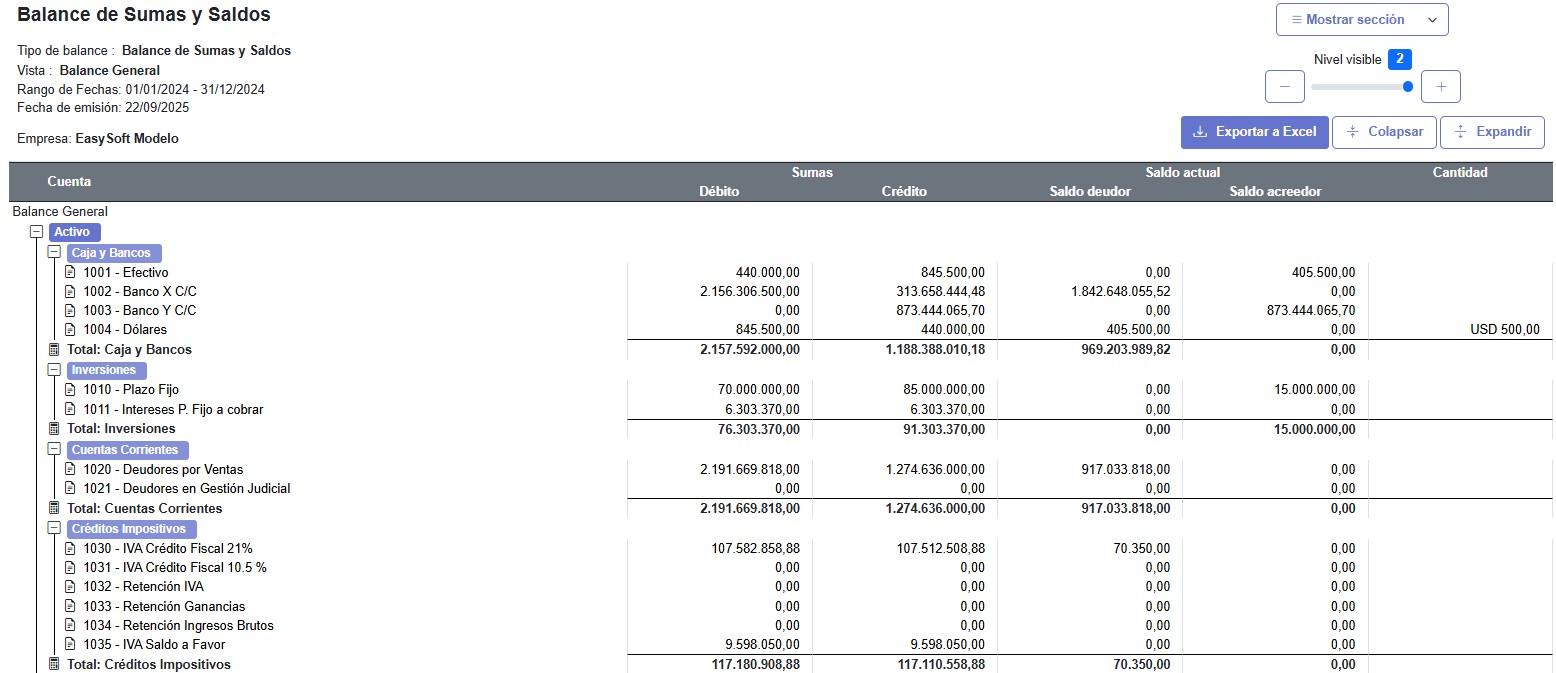 Balance de Sumas y Saldos
Mostrar sección
Tipo de balance : Balance de Sumas y Saldos
Vista : Balance General
Rango de Fechas: 01/01/2024 - 31/12/2024
Fecha de emisión: 22/09/2025
Nivel visible 2
Empresa: EasySoft Modelo
Exportar a Excel Colapsar Expandir
Cuenta Sumas Saldo actual Cantidad
Débito Crédito Saldo deudor Saldo acreedor
Balance General
Activo
Caja y Bancos
1001 - Efectivo 440.000,00 845.500,00 0,00 405.500,00
1002 - Banco X C/C 2.156.306.500,00 313.658.444,48 1.842.648.055,52 0,00
1003 - Banco Y C/C 0,00 873.444.065,70 0,00 873.444.065,70
1004 - Dólares 845.500,00 440.000,00 405.500,00 0,00 USD 500,00
Total: Caja y Bancos 2.157.592.000,00 1.188.388.010,18 969.203.989,82 0,00
Inversiones
1010 - Plazo Fijo 70.000.000,00 85.000.000,00 0,00 15.000.000,00
1011 - Intereses P. Fijo a cobrar 6.303.370,00 6.303.370,00 0,00 0,00
Total: Inversiones 76.303.370,00 91.303.370,00 0,00 15.000.000,00
Cuentas Corrientes
1020 - Deudores por Ventas 2.191.669.818,00 1.274.636.000,00 917.033.818,00 0,00
1021 - Deudores en Gestión Judicial 0,00 0,00 0,00 0,00
Total: Cuentas Corrientes 2.191.669.818,00 1.274.636.000,00 917.033.818,00 0,00
Créditos Impositivos
1030 - IVA Crédito Fiscal 21% 107.582.858,88 107.512.508,88 70.350,00 0,00
1031 - IVA Crédito Fiscal 10.5 % 0,00 0,00 0,00 0,00
1032 - Retención IVA 0,00 0,00 0,00 0,00
1033 - Retención Ganancias 0,00 0,00 0,00 0,00
1034 - Retención Ingresos Brutos 0,00 0,00 0,00 0,00
1035 - IVA Saldo a Favor 9.598.050,00 9.598.050,00 0,00 0,00
Total: Créditos Impositivos 117.180.908,88 117.110.558,88 70.350,00 0,00